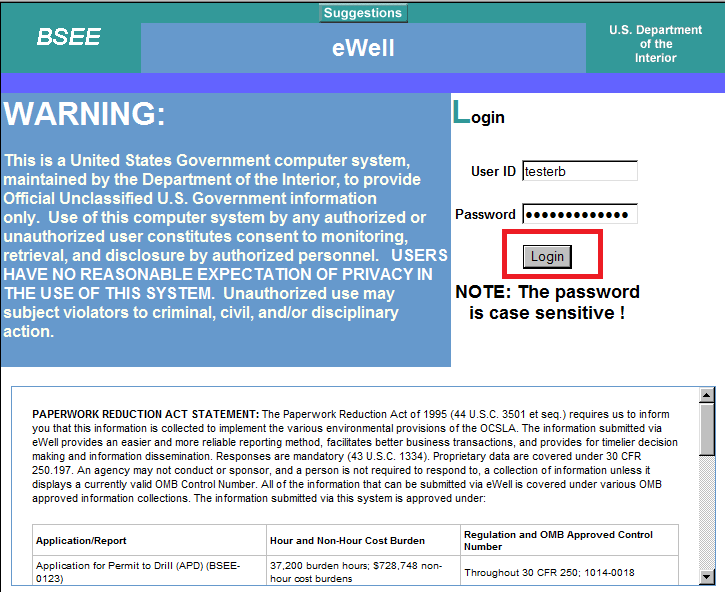 Suggestions
BSEE
eWell
U.S. Department
of the
Interior
WARNING:
Login
This is a United States Government computer system,
maintained by the Department of the Interior, to provide
Official Unclassified U.S. Government information
only.  Use of this computer system by any authorized or
unauthorized user constitutes consent to monitoring,
retrieval, and disclosure by authorized personnel.   USERS
HAVE NO REASONABLE EXPECTATION OF PRIVACY IN
THE USE OF THIS SYSTEM.  Unauthorized use may
subject violators to criminal, civil, and/or disciplinary
action.
User ID testerb
Password ●●●●●●●●●●●●●
Login
NOTE: The password
is case sensitive !
PAPERWORK REDUCTION ACT STATEMENT: The Paperwork Reduction Act of 1995 (44 U.S.C. 3501 et seq.) requires us to inform
you that this information is collected to implement the various environmental provisions of the OCSLA. The information submitted via
eWell provides an easier and more reliable reporting method, facilitates better business transactions, and provides for timelier decision
making and information dissemination. Responses are mandatory (43 U.S.C. 1334). Proprietary data are covered under 30 CFR
250.197. An agency may not conduct or sponsor, and a person is not required to respond to, a collection of information unless it
displays a currently valid OMB Control Number. All of the information that can be submitted via eWell is covered under various OMB
approved information collections. The information submitted via this system is approved under:
Application/Report
Hour and Non-Hour Cost Burden
Regulation and OMB Approved Control
Number
Application for Permit to Drill (APD) (BSEE-
0123)
37,200 burden hours; $728,748 non-
hour cost burdens
Throughout 30 CFR 250; 1014-0018